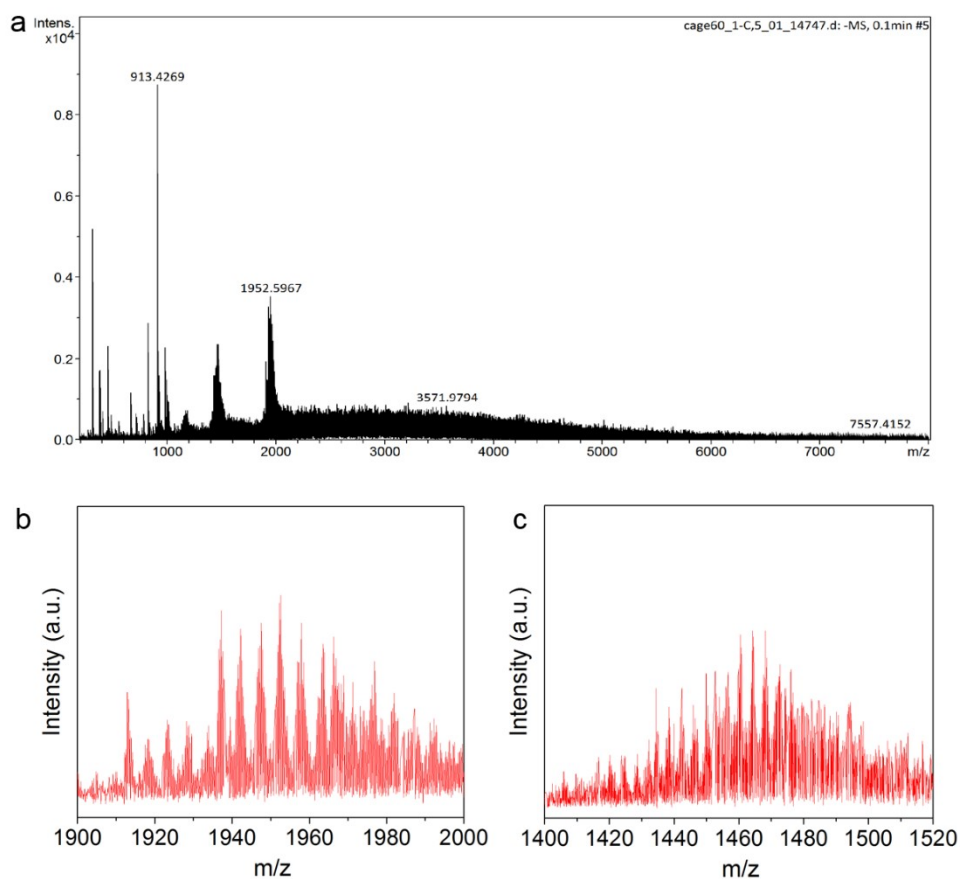 a
Intens.
x10⁴
cage60_1-C,5_01_14747.d: -MS, 0.1min #5
913.4269
0.8
0.6
0.4
1952.5967
0.2
3571.9794
7557.4152
0.0
1000 2000 3000 4000 5000 6000 7000 m/z
b
Intensity (a.u.)
1900 1920 1940 1960 1980 2000
m/z
c
Intensity (a.u.)
1400 1420 1440 1460 1480 1500 1520
m/z